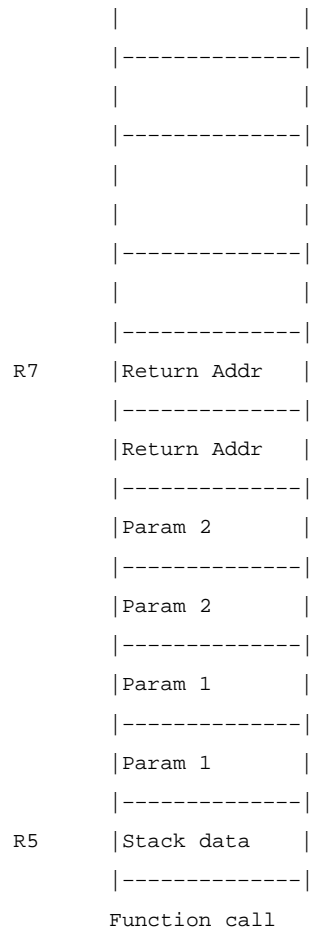 R7 Return Addr
Return Addr
Param 2
Param 2
Param 1
Param 1
R5 Stack data
Function call